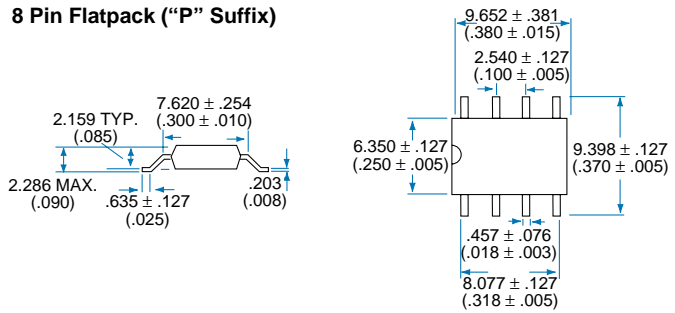 8 Pin Flatpack (“P” Suffix)
9.652 ± .381
(.380 ± .015)
2.540 ± .127
(.100 ± .005)
7.620 ± .254
(.300 ± .010)
2.159 TYP.
(.085)
2.286 MAX.
(.090)
.635 ± .127
(.025)
.203
(.008)
6.350 ± .127
(.250 ± .005)
9.398 ± .127
(.370 ± .005)
.457 ± .076
(.018 ± .003)
8.077 ± .127
(.318 ± .005)